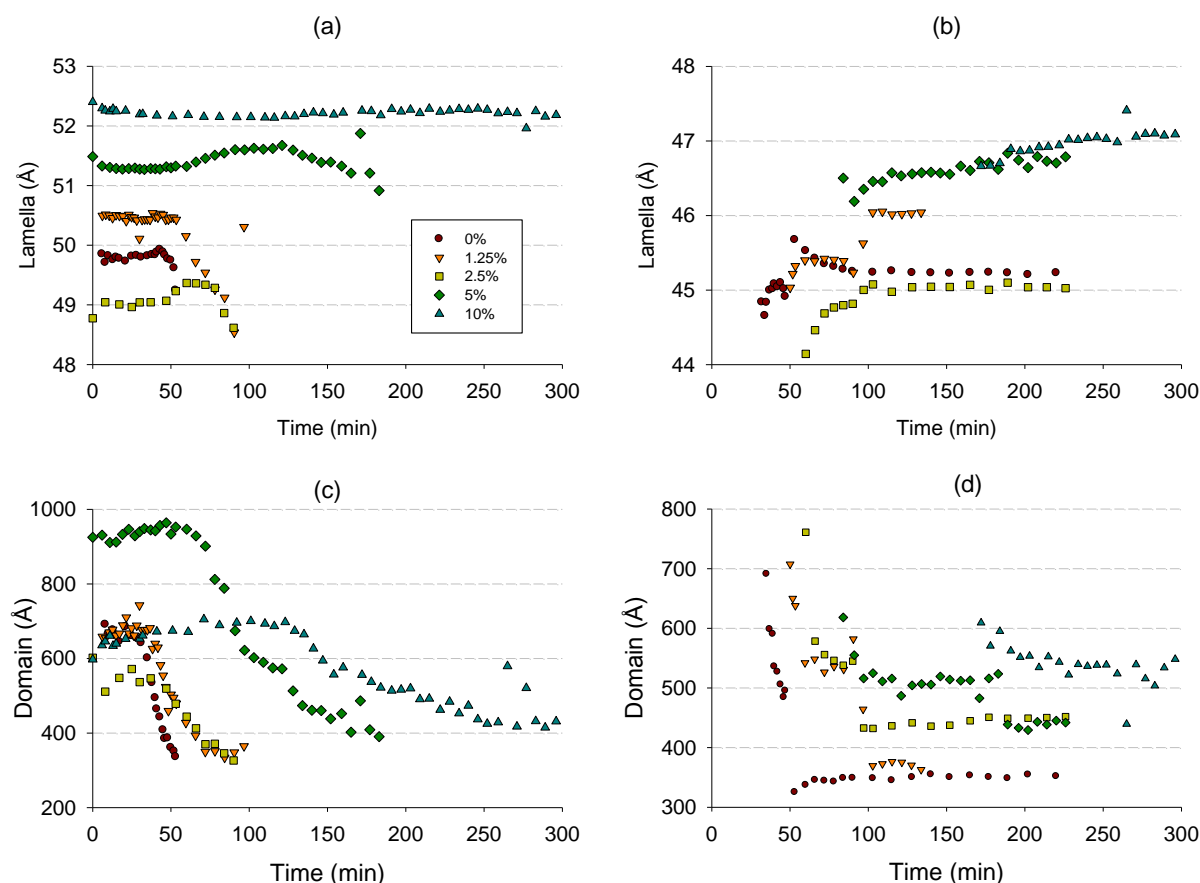 (a)
Lamella (Å)
53
52
51
50
49
48
0 50 100 150 200 250 300
Time (min)
0%
1.25%
2.5%
5%
10%
(b)
Lamella (Å)
48
47
46
45
44
0 50 100 150 200 250 300
Time (min)
(c)
Domain (Å)
1000
800
600
400
200
0 50 100 150 200 250 300
Time (min)
(d)
Domain (Å)
800
700
600
500
400
300
0 50 100 150 200 250 300
Time (min)